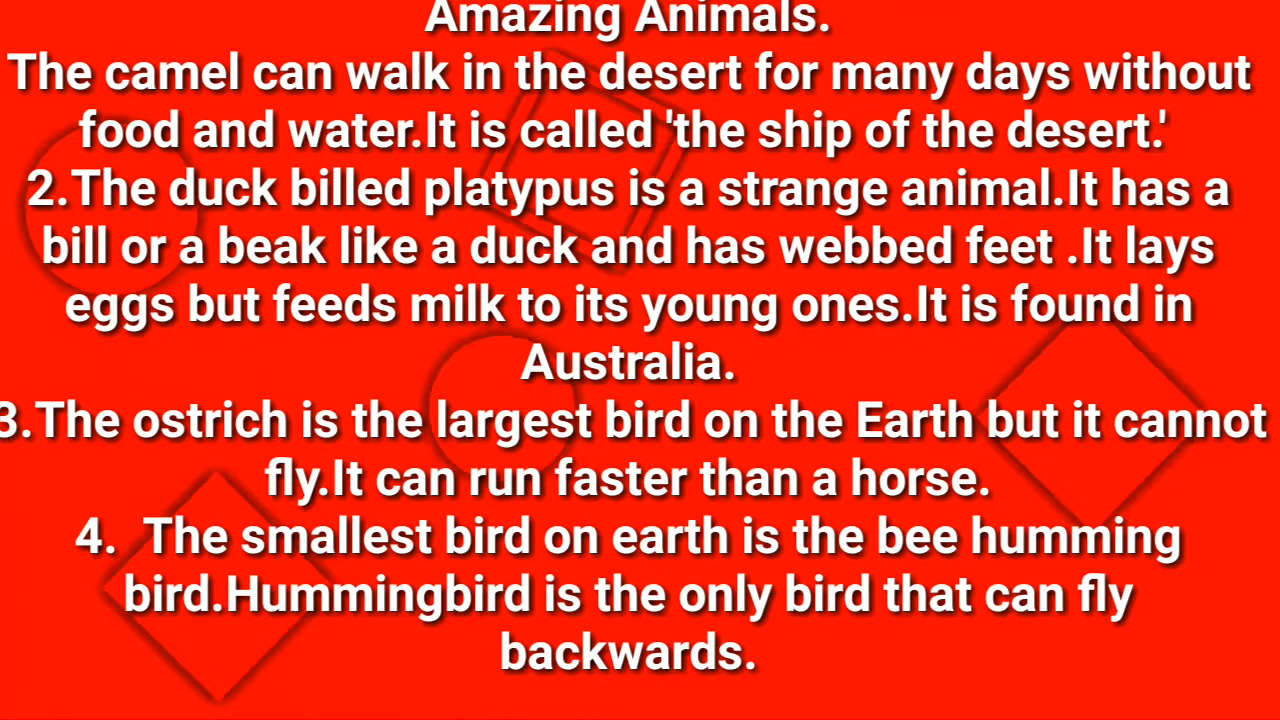 Amazing Animals.
The camel can walk in the desert for many days without
food and water.It is called 'the ship of the desert.'
2.The duck billed platypus is a strange animal.It has a
bill or a beak like a duck and has webbed feet .It lays
eggs but feeds milk to its young ones.It is found in
Australia.
3.The ostrich is the largest bird on the Earth but it cannot
fly.It can run faster than a horse.
4.  The smallest bird on earth is the bee humming
bird.Hummingbird is the only bird that can fly
backwards.